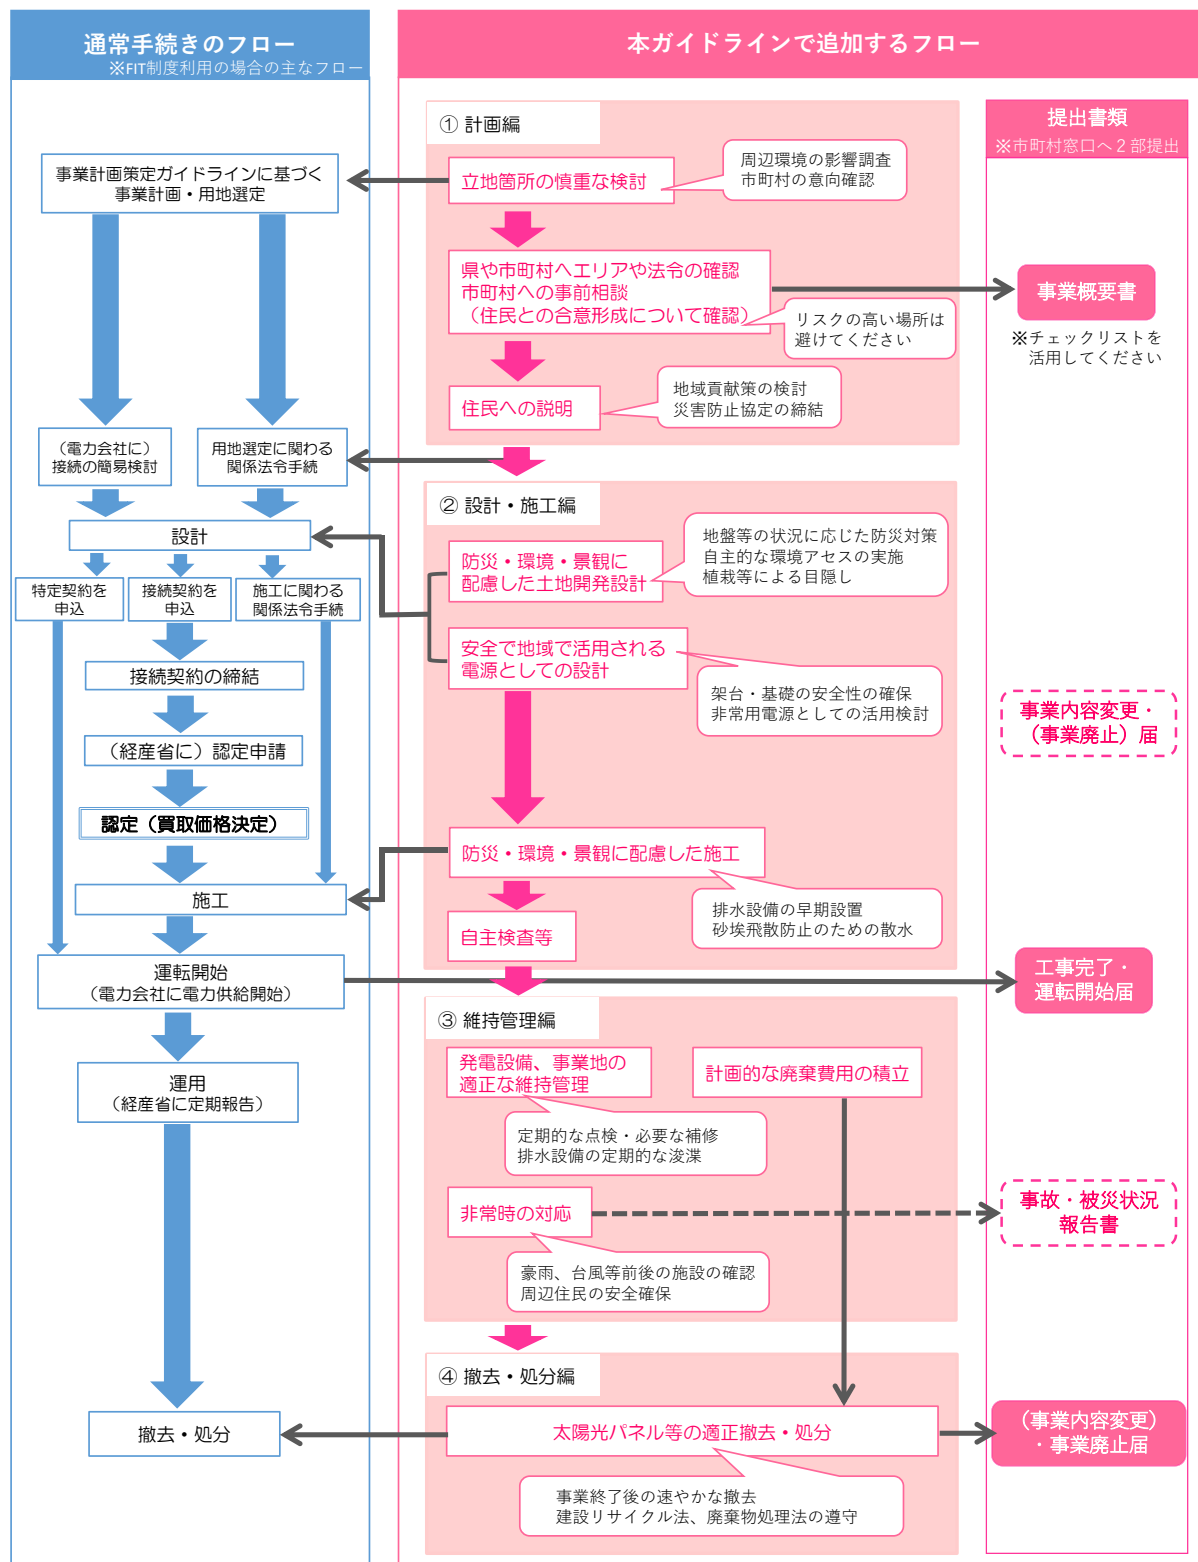 通常手続きのフロー
※FIT制度利用の場合の主なフロー
本ガイドラインで追加するフロー
事業計画策定ガイドラインに基づく
事業計画・用地選定
（電力会社に）
接続の簡易検討
用地選定に関わる
関係法令手続
設計
特定契約を
申込
接続契約を
申込
施工に関わる
関係法令手続
接続契約の締結
（経産省に）認定申請
認定（買取価格決定）
施工
運転開始
（電力会社に電力供給開始）
運用
（経産省に定期報告）
撤去・処分
① 計画編
立地箇所の慎重な検討
周辺環境の影響調査
市町村の意向確認
県や市町村へエリアや法令の確認
市町村への事前相談
（住民との合意形成について確認）
リスクの高い場所は
避けてください
住民への説明
地域貢献策の検討
災害防止協定の締結
② 設計・施工編
防災・環境・景観に
配慮した土地開発設計
地盤等の状況に応じた防災対策
自主的な環境アセスの実施
植栽等による目隠し
安全で地域で活用される
電源としての設計
架台・基礎の安全性の確保
非常用電源としての活用検討
防災・環境・景観に配慮した施工
排水設備の早期設置
砂埃飛散防止のための散水
自主検査等
③ 維持管理編
発電設備、事業地の
適正な維持管理
計画的な廃棄費用の積立
定期的な点検・必要な補修
排水設備の定期的な浚渫
非常時の対応
豪雨、台風等前後の施設の確認
周辺住民の安全確保
④ 撤去・処分編
太陽光パネル等の適正撤去・処分
事業終了後の速やかな撤去
建設リサイクル法、廃棄物処理法の遵守
提出書類
※市町村窓口へ２部提出
事業概要書
※チェックリストを
活用してください
事業内容変更・
（事業廃止）届
工事完了・
運転開始届
事故・被災状況
報告書
（事業内容変更）
・事業廃止届